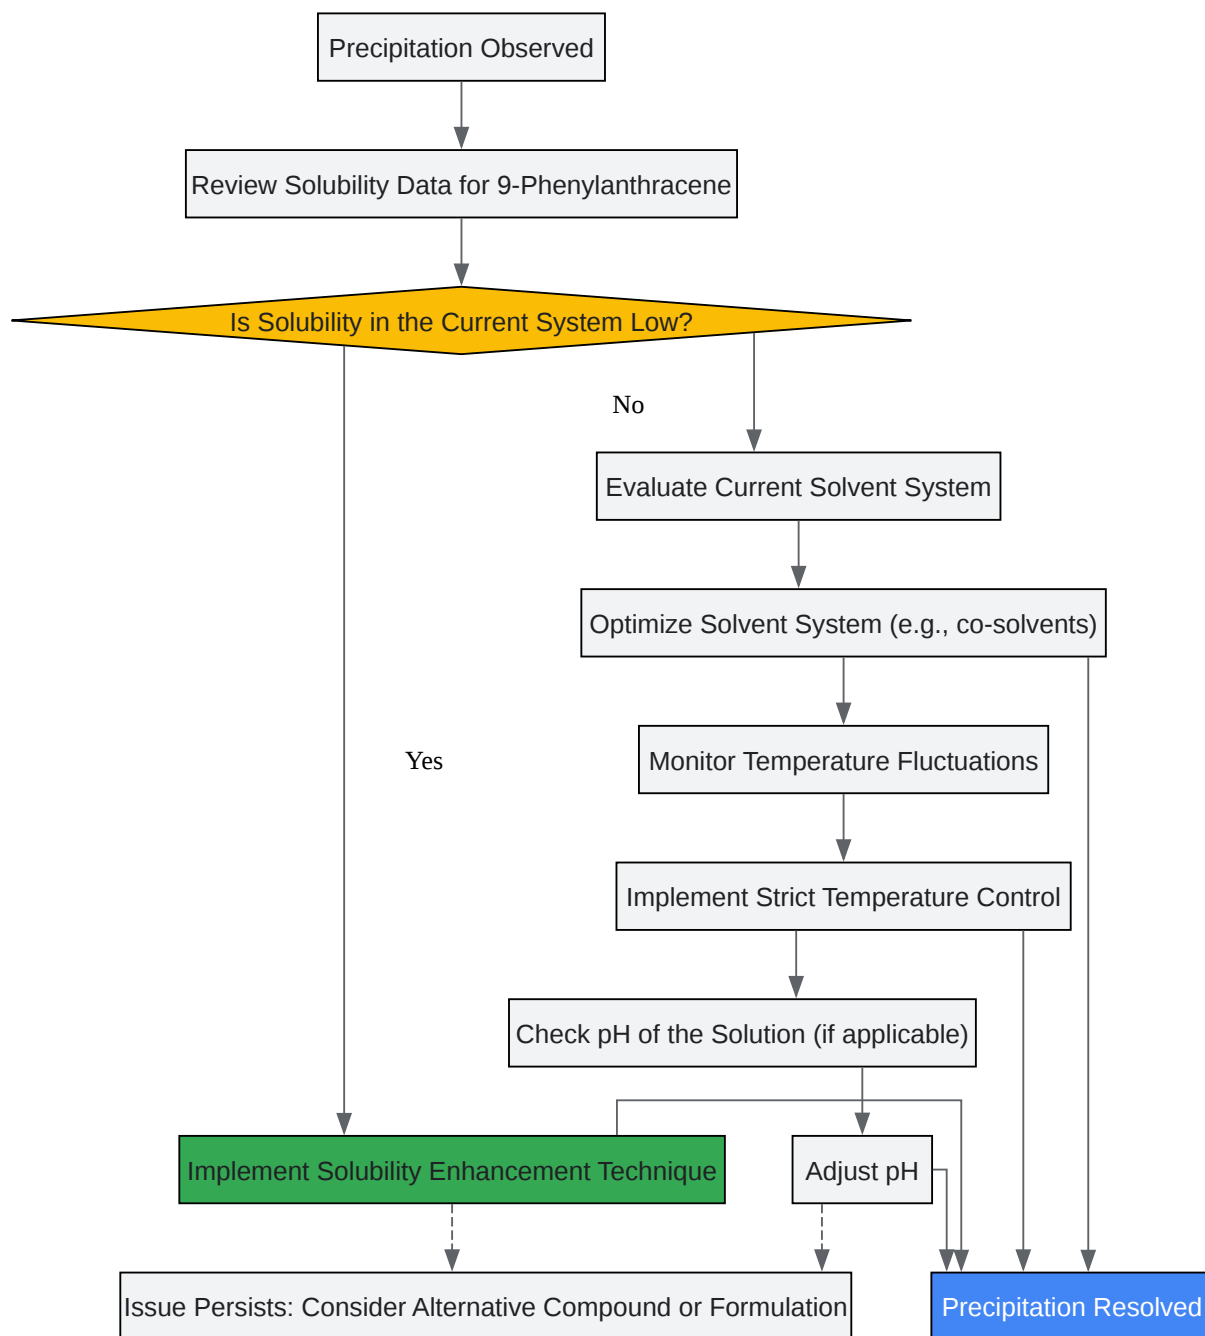 Precipitation Observed
Review Solubility Data for 9-Phenylanthracene
Is Solubility in the Current System Low?
No
Evaluate Current Solvent System
Optimize Solvent System (e.g., co-solvents)
Monitor Temperature Fluctuations
Yes
Implement Strict Temperature Control
Check pH of the Solution (if applicable)
Implement Solubility Enhancement Technique
Adjust pH
Issue Persists: Consider Alternative Compound or Formulation
Precipitation Resolved